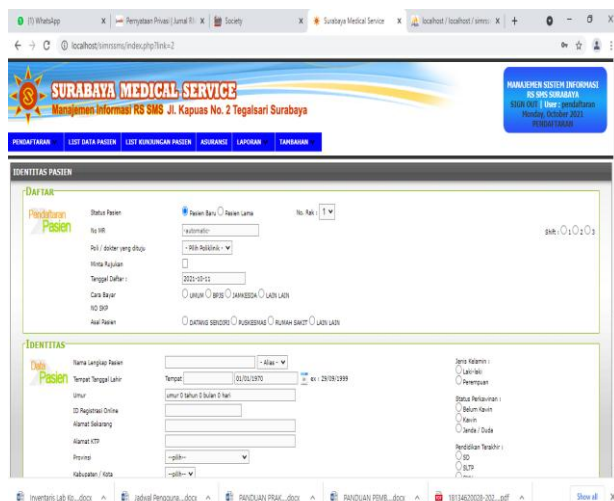 (1) WhatsApp
Pernyataan Privasi | Jurnal Ri
Society
Surabaya Medical Service
localhost / localhost / simrs
localhost/simrssms/index.php?link=2
SURABAYA MEDICAL SERVICE
Manajemen Informasi RS SMS Jl. Kapuas No. 2 Tegalsari Surabaya
MANAJEMEN SISTEM INFORMASI
RS SMS SURABAYA
SIGN OUT | User : pendaftaran
Monday, October 2021
PENDAFTARAN
PENDAFTARAN LIST DATA PASIEN LIST KUNJUNGAN PASIEN ASURANSI LAPORAN TAMBAHAN
IDENTITAS PASIEN
DAFTAR
Pendaftaran Pasien
Status Pasien Pasien Baru Pasien Lama No. Rak : 1
No MR -automatic- Shift : 1 2 3
Poli / dokter yang dituju - Pilih Poliklinik -
Minta Rujukan
Tanggal Daftar : 2021-10-11
Cara Bayar UMUM BPJS JAMKESDA LAIN LAIN
NO SKP
Asal Pasien DATANG SENDIRI PUSKESMAS RUMAH SAKIT LAIN LAIN
IDENTITAS
Data Pasien
Nama Lengkap Pasien - Alias - Jenis Kelamin :
Laki-laki
Tempat Tanggal Lahir Tempat 01/01/1970 ex : 29/09/1999
Perempuan
Umur umur 0 tahun 0 bulan 0 hari Status Perkawinan :
ID Registrasi Online Belum Kawin
Alamat Sekarang Kawin
Janda / Duda
Alamat KTP
Pendidikan Terakhir :
Provinsi --pilih-- SD
SLTP
Kabupaten / Kota --pilih--
Inventaris Lab Ko....docx Jadwal Pengguna....docx PANDUAN PRAK....docx PANDUAN PEMB....docx 18134620028-202....pdf Show all